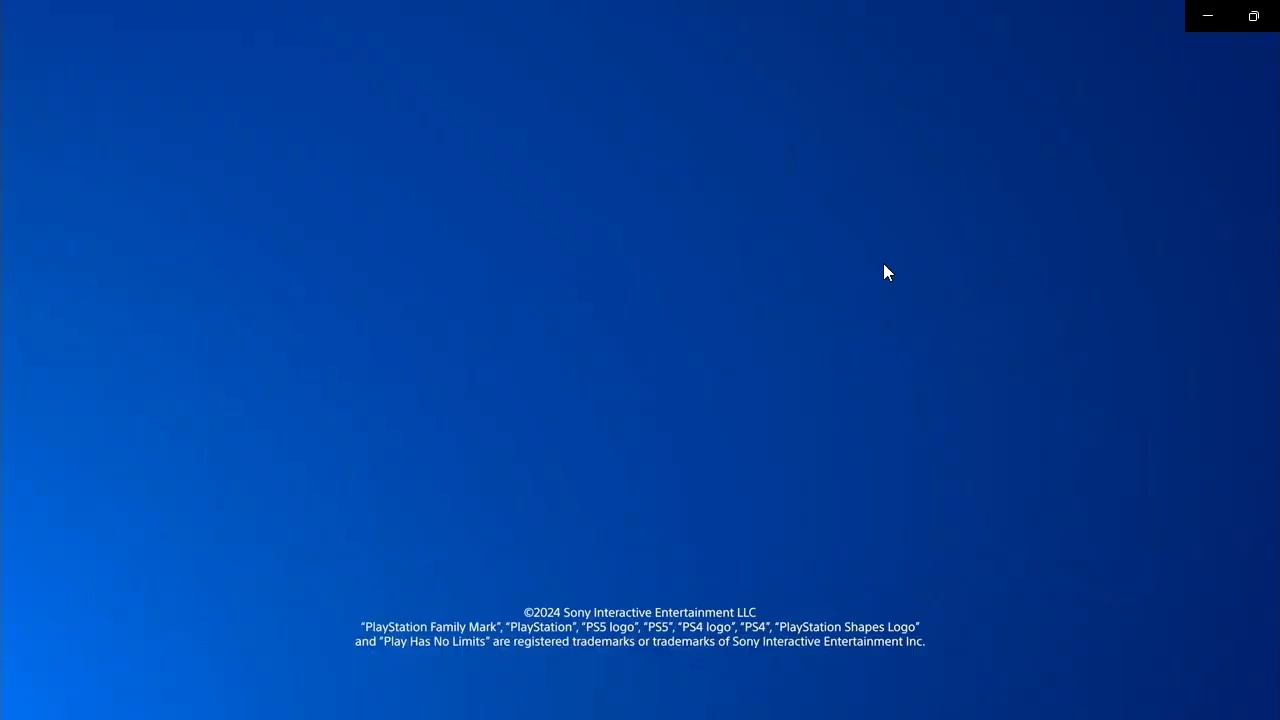 ©2024 Sony Interactive Entertainment LLC
“PlayStation Family Mark”, “PlayStation”, “PS5 logo”, “PS5”, “PS4 logo”, “PS4”, “PlayStation Shapes Logo”
and “Play Has No Limits” are registered trademarks or trademarks of Sony Interactive Entertainment Inc.